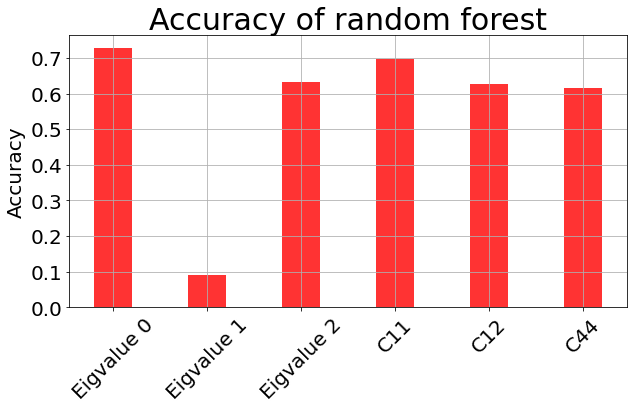 Accuracy of random forest
Accuracy
0.7
0.6
0.5
0.4
0.3
0.2
0.1
0.0
Eigvalue 0
Eigvalue 1
Eigvalue 2
C11
C12
C44